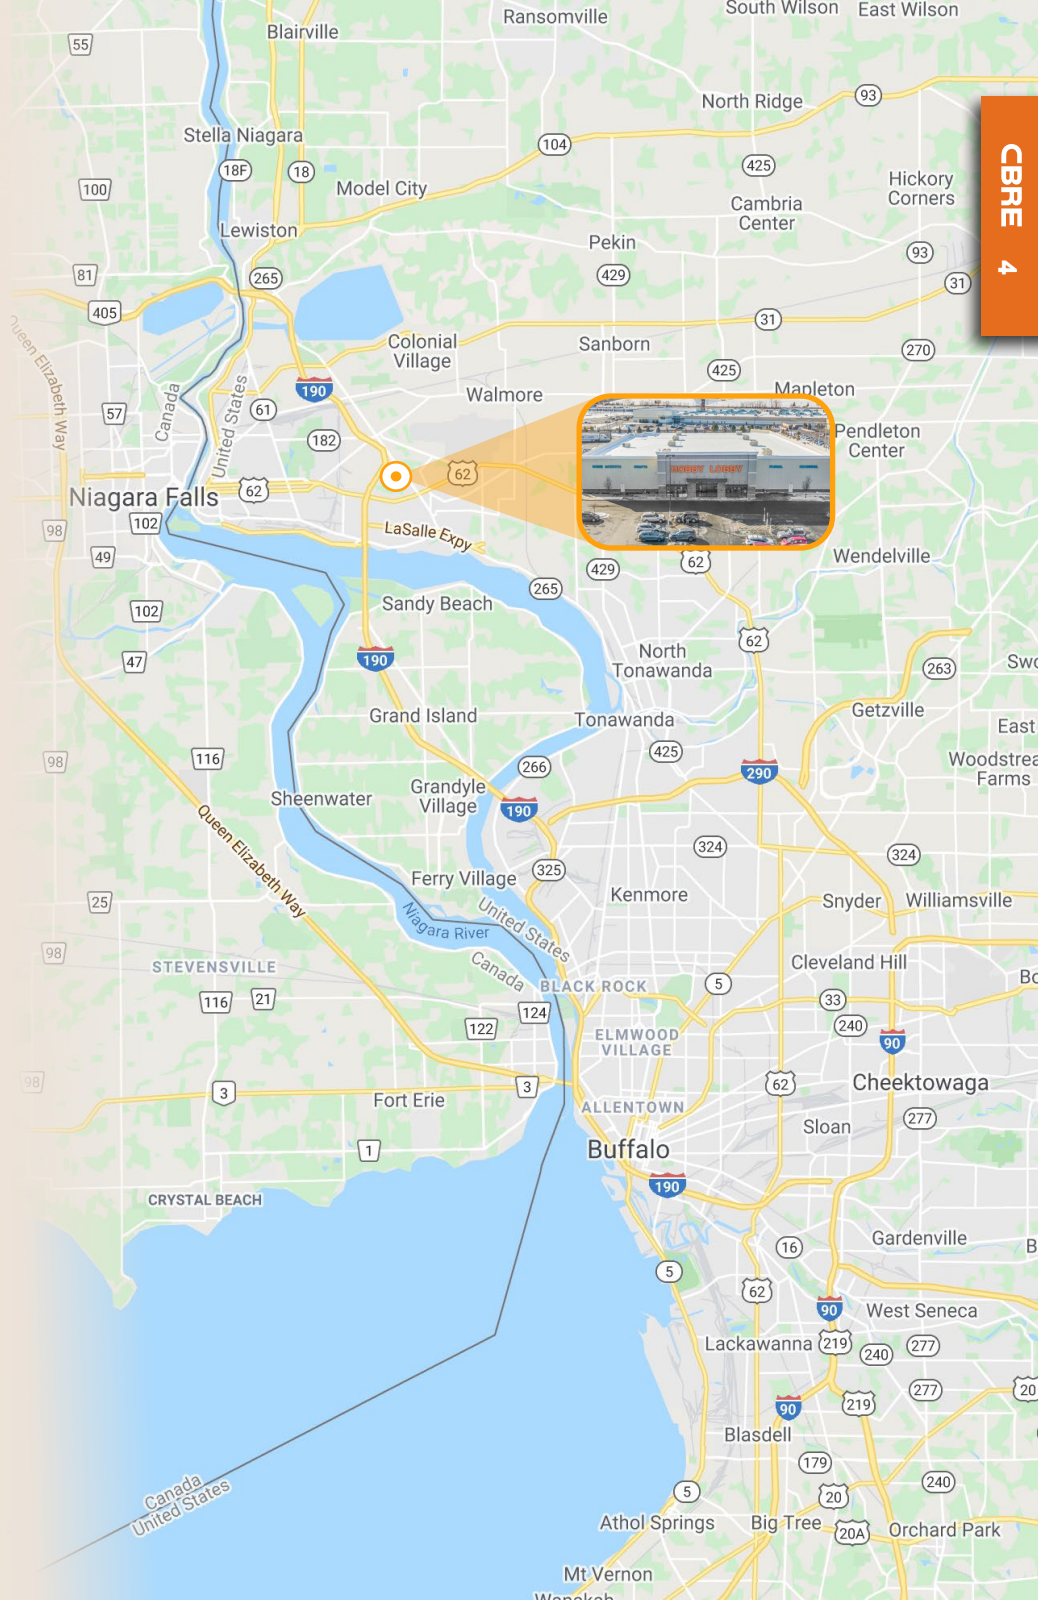 Ransomville
South Wilson
East Wilson
Blairville
55
93
North Ridge
CBRE 4
Stella Niagara
104
18F
18
425
Model City
100
Hickory
Corners
Cambria
Center
Lewiston
Pekin
93
81
265
429
31
405
31
Queen Elizabeth Way
Colonial
Village
Sanborn
270
425
190
Walmore
Mapleton
Canada
United States
57
61
HOBBY LOBBY
Pendleton
Center
182
62
Niagara Falls
62
102
98
LaSalle Expy
49
Wendelville
62
429
265
102
Sandy Beach
62
47
190
North
Tonawanda
263
Grand Island
Tonawanda
Getzville
East
425
116
98
266
290
Woodstrea
Farms
Grandyle
Village
Sheenwater
190
Queen Elizabeth Way
324
324
325
Ferry Village
Kenmore
25
Snyder
Williamsville
Niagara River
United States
98
STEVENSVILLE
Canada
Cleveland Hill
BLACK ROCK
5
116
21
33
124
240
122
ELMWOOD
VILLAGE
90
98
3
3
62
Cheektowaga
Fort Erie
ALLENTOWN
277
Sloan
1
Buffalo
190
CRYSTAL BEACH
Gardenville
16
5
62
90
West Seneca
Lackawanna
219
277
240
277
20
90
219
Blasdell
179
240
Canada
United States
5
20
Athol Springs
Big Tree
20A
Orchard Park
Mt Vernon